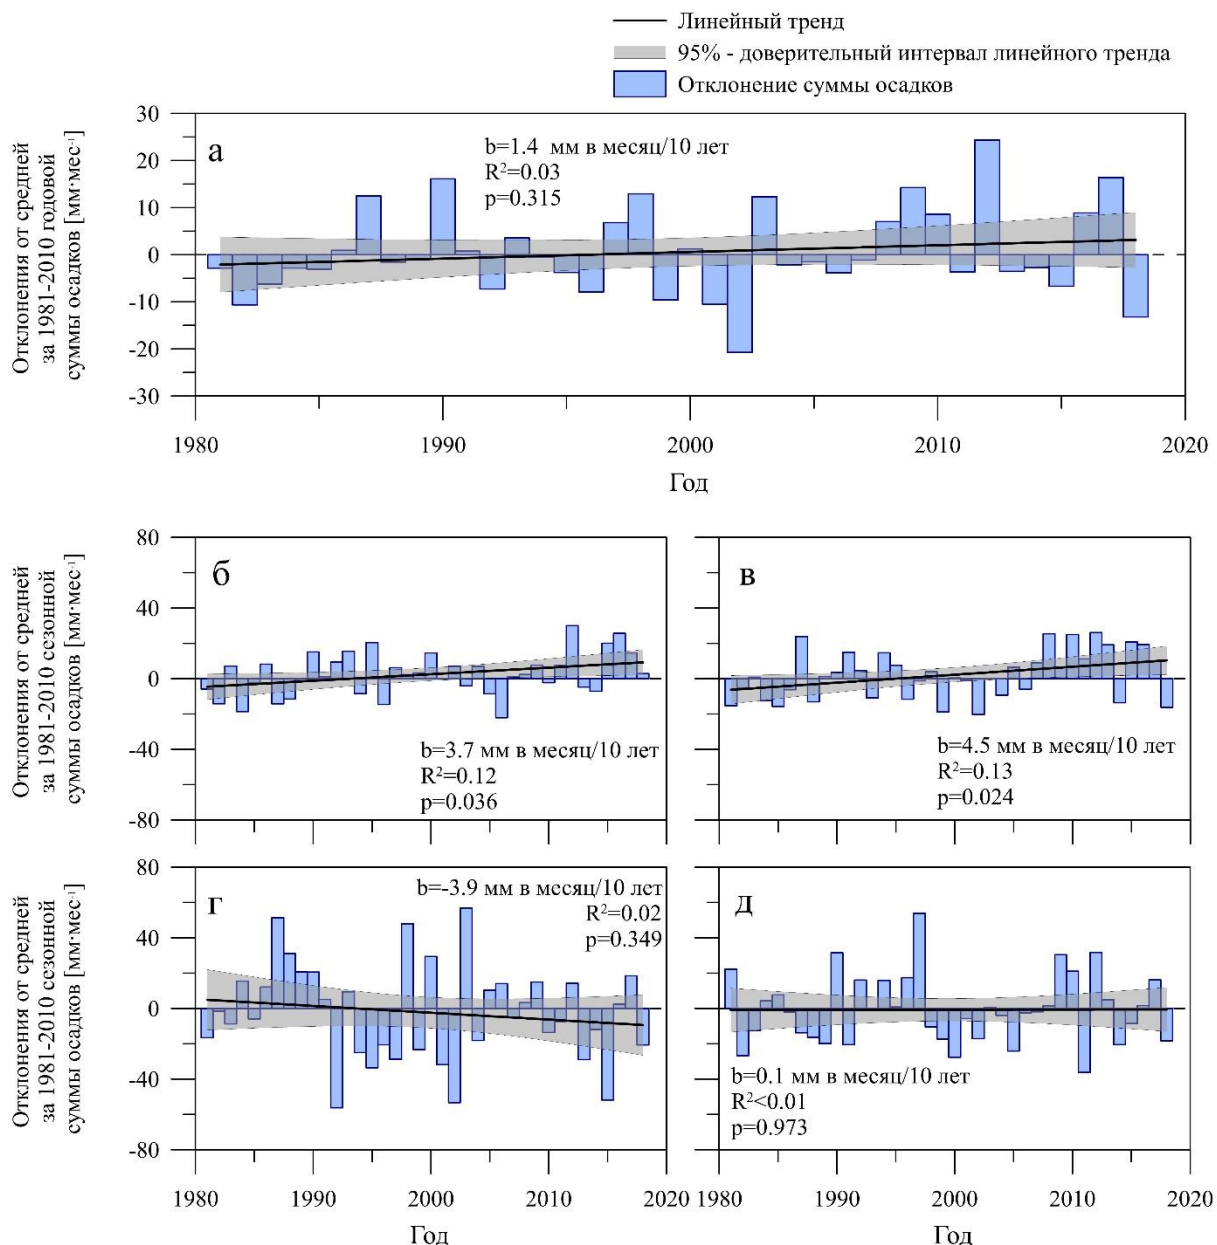 Линейный тренд
95% - доверительный интервал линейного тренда
Отклонение суммы осадков
Отклонения от средней
за 1981-2010 годовой
суммы осадков [мм·мес⁻¹]
30
20
10
0
-10
-20
-30
а
b=1.4 мм в месяц/10 лет
R²=0.03
p=0.315
1980
1990
2000
2010
2020
Год
Отклонения от средней
за 1981-2010 сезонной
суммы осадков [мм·мес⁻¹]
80
40
0
-40
-80
б
b=3.7 мм в месяц/10 лет
R²=0.12
p=0.036
в
b=4.5 мм в месяц/10 лет
R²=0.13
p=0.024
Отклонения от средней
за 1981-2010 сезонной
суммы осадков [мм·мес⁻¹]
80
40
0
-40
-80
г
b=-3.9 мм в месяц/10 лет
R²=0.02
p=0.349
1980
1990
2000
2010
2020
Год
д
b=0.1 мм в месяц/10 лет
R²<0.01
p=0.973
1980
1990
2000
2010
2020
Год